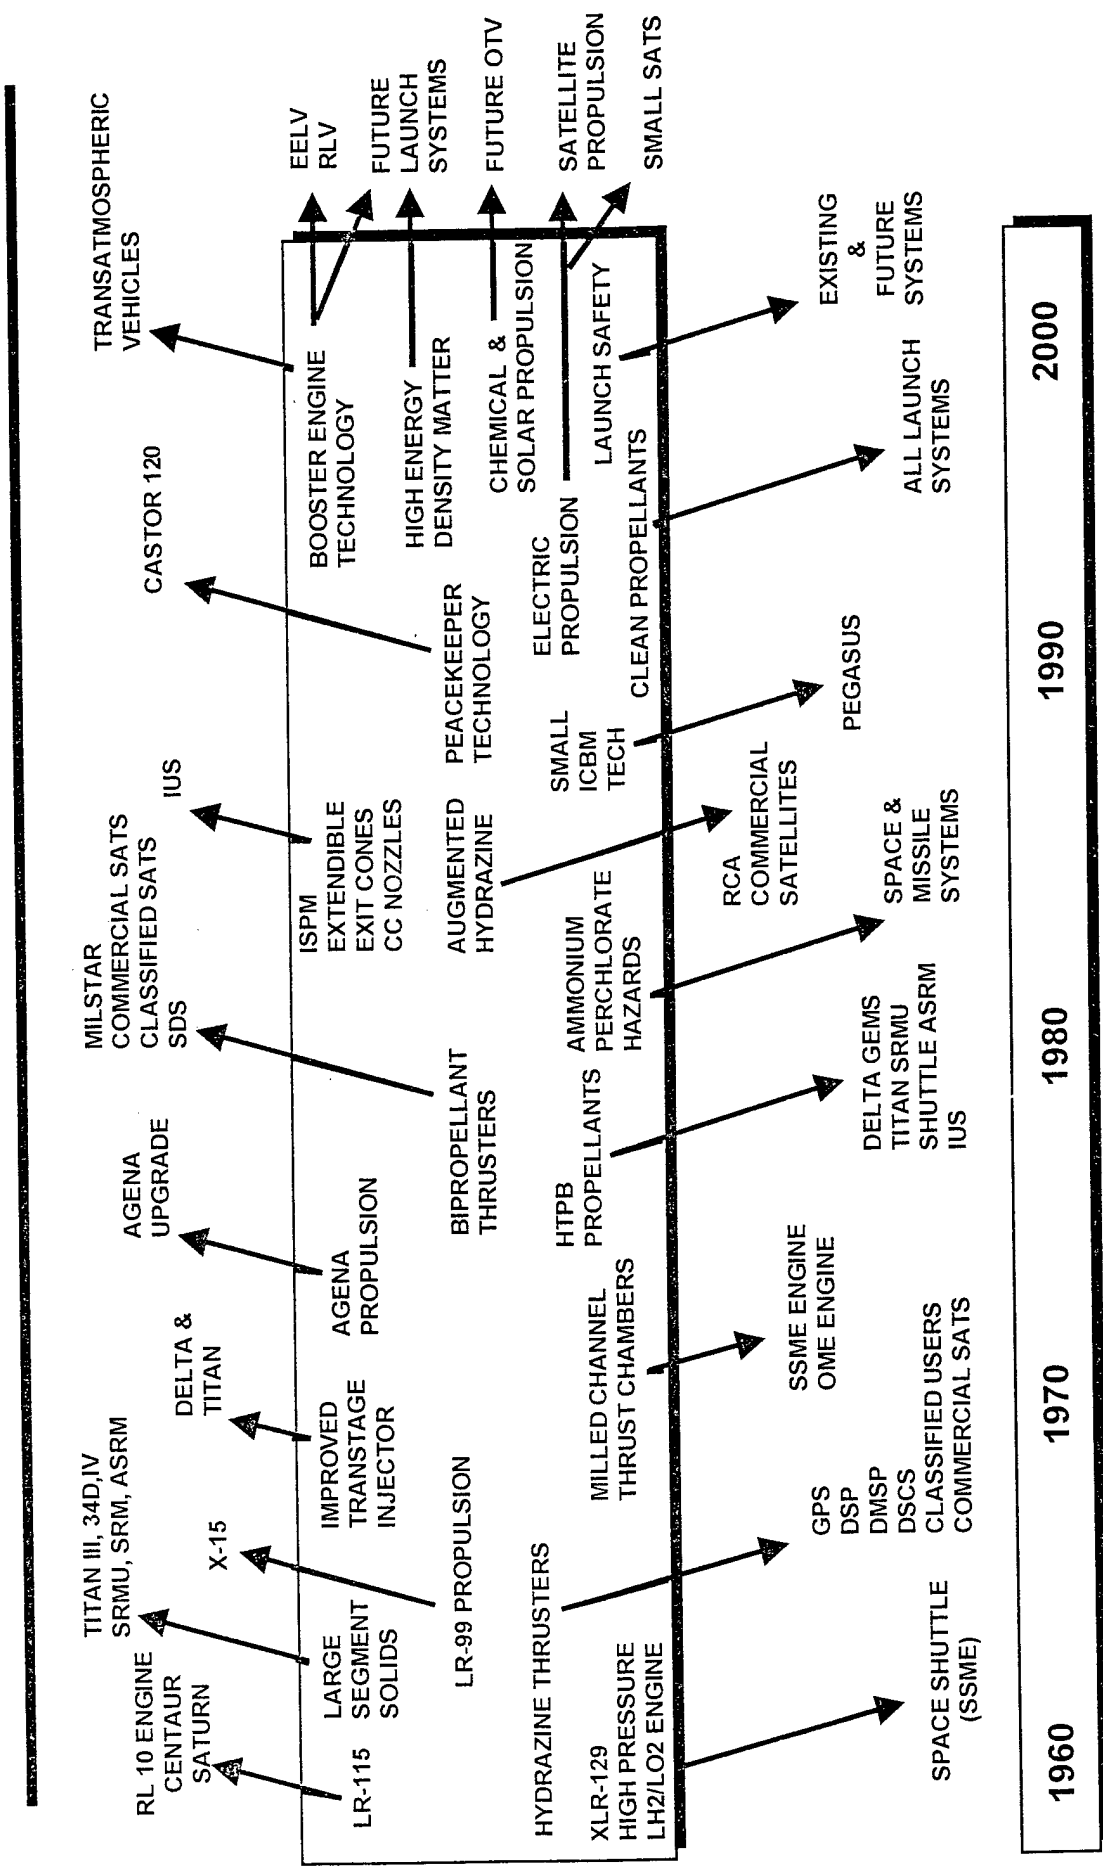 RL 10 ENGINE
CENTAUR
SATURN
TITAN III, 34D,IV
SRMU, SRM, ASRM
X-15
DELTA &
TITAN
AGENA
UPGRADE
MILSTAR
COMMERCIAL SATS
CLASSIFIED SATS
SDS
IUS
CASTOR 120
TRANSATMOSPHERIC
VEHICLES
LR-115
LARGE
SEGMENT
SOLIDS
IMPROVED
TRANSTAGE
INJECTOR
AGENA
PROPULSION
ISPM
EXTENDIBLE
EXIT CONES
CC NOZZLES
BOOSTER ENGINE
TECHNOLOGY
EELV
RLV
FUTURE
LAUNCH
SYSTEMS
LR-99 PROPULSION
BIPROPELLANT
THRUSTERS
AUGMENTED
HYDRAZINE
PEACEKEEPER
TECHNOLOGY
HIGH ENERGY
DENSITY MATTER
CHEMICAL &
SOLAR PROPULSION
FUTURE OTV
HYDRAZINE THRUSTERS
HTPB
PROPELLANTS
SMALL
ICBM
TECH
ELECTRIC
PROPULSION
SATELLITE
PROPULSION
SMALL SATS
XLR-129
HIGH PRESSURE
LH2/LO2 ENGINE
MILLED CHANNEL
THRUST CHAMBERS
AMMONIUM
PERCHLORATE
HAZARDS
CLEAN PROPELLANTS
LAUNCH SAFETY
SPACE SHUTTLE
(SSME)
GPS
DSP
DMSP
DSCS
CLASSIFIED USERS
COMMERCIAL SATS
SSME ENGINE
OME ENGINE
DELTA GEMS
TITAN SRMU
SHUTTLE ASRM
IUS
RCA
COMMERCIAL
SATELLITES
SPACE &
MISSILE
SYSTEMS
PEGASUS
ALL LAUNCH
SYSTEMS
EXISTING
&
FUTURE
SYSTEMS
1960
1970
1980
1990
2000